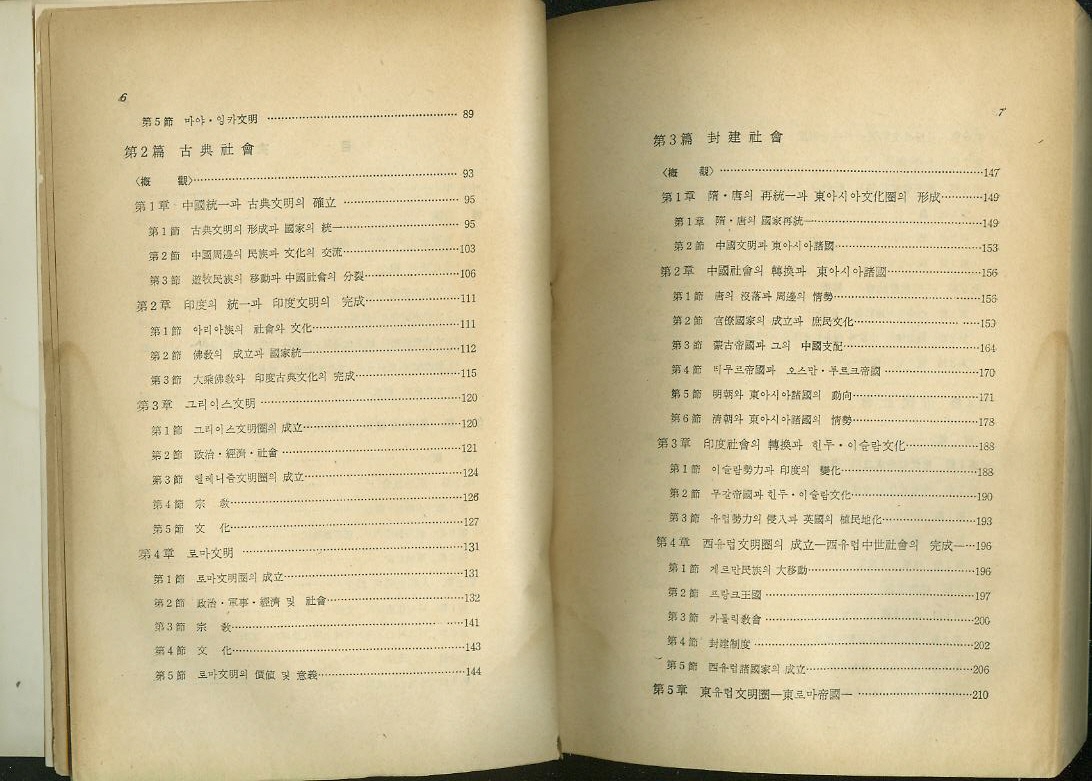 6
第5節 마야・잉카文明 ………… 89
第2篇 古典社會
〈槪 觀〉………… 93
第1章 中國統一과 古典文明의 確立 ………… 95
第1節 古典文明의 形成과 國家의 統一………… 95
第2節 中國周邊의 民族과 文化의 交流…………103
第3節 遊牧民族의 移動과 中國社會의 分裂…………106
第2章 印度의 統一과 印度文明의 完成…………111
第1節 아리아族의 社會와 文化…………111
第2節 佛敎의 成立과 國家統一…………112
第3節 大乘佛敎와 印度古典文化의 完成…………115
第3章 그리이스文明 …………120
第1節 그리이스文明圈의 成立…………120
第2節 政治・經濟・社會 …………121
第3節 헬레니즘文明圈의 成立…………124
第4節 宗 敎…………126
第5節 文 化…………127
第4章 로마文明 …………131
第1節 로마文明圈의 成立…………131
第2節 政治・軍事・經濟 및 社會…………132
第3節 宗 敎………… 141
第4節 文 化…………143
第5節 로마文明의 價値 및 意義…………144
7
第3篇 封建社會
〈槪 觀〉…………147
第1章 隋・唐의 再統一과 東아시아文化圈의 形成…………149
第1章 隋・唐의 國家再統一…………149
第2節 中國文明과 東아시아諸國…………153
第2章 中國社會의 轉換과 東아시아諸國…………156
第1節 唐의 沒落과 周邊의 情勢…………156
第2節 官僚國家의 成立과 庶民文化…………159
第3節 蒙古帝國과 그의 中國支配…………164
第4節 티무르帝國과 오스만・투르크帝國 …………170
第5節 明朝와 東아시아諸國의 動向…………171
第6節 淸朝와 東아시아諸國의 情勢…………178
第3章 印度社會의 轉換과 힌두・이슬람文化…………188
第1節 이슬람勢力과 印度의 變化…………188
第2節 무갈帝國과 힌두・이슬람文化…………190
第3節 유럽勢力의 侵入과 英國의 植民地化…………193
第4章 西유럽文明圈의 成立—西유럽中世社會의 完成—…196
第1節 게르만民族의 大移動…………196
第2節 프랑크王國 …………197
第3節 카톨릭敎會 …………200
第4節 封建制度 …………202
第5節 西유럽諸國家의 成立…………206
第5章 東유럽文明圈—東로마帝國— …………210